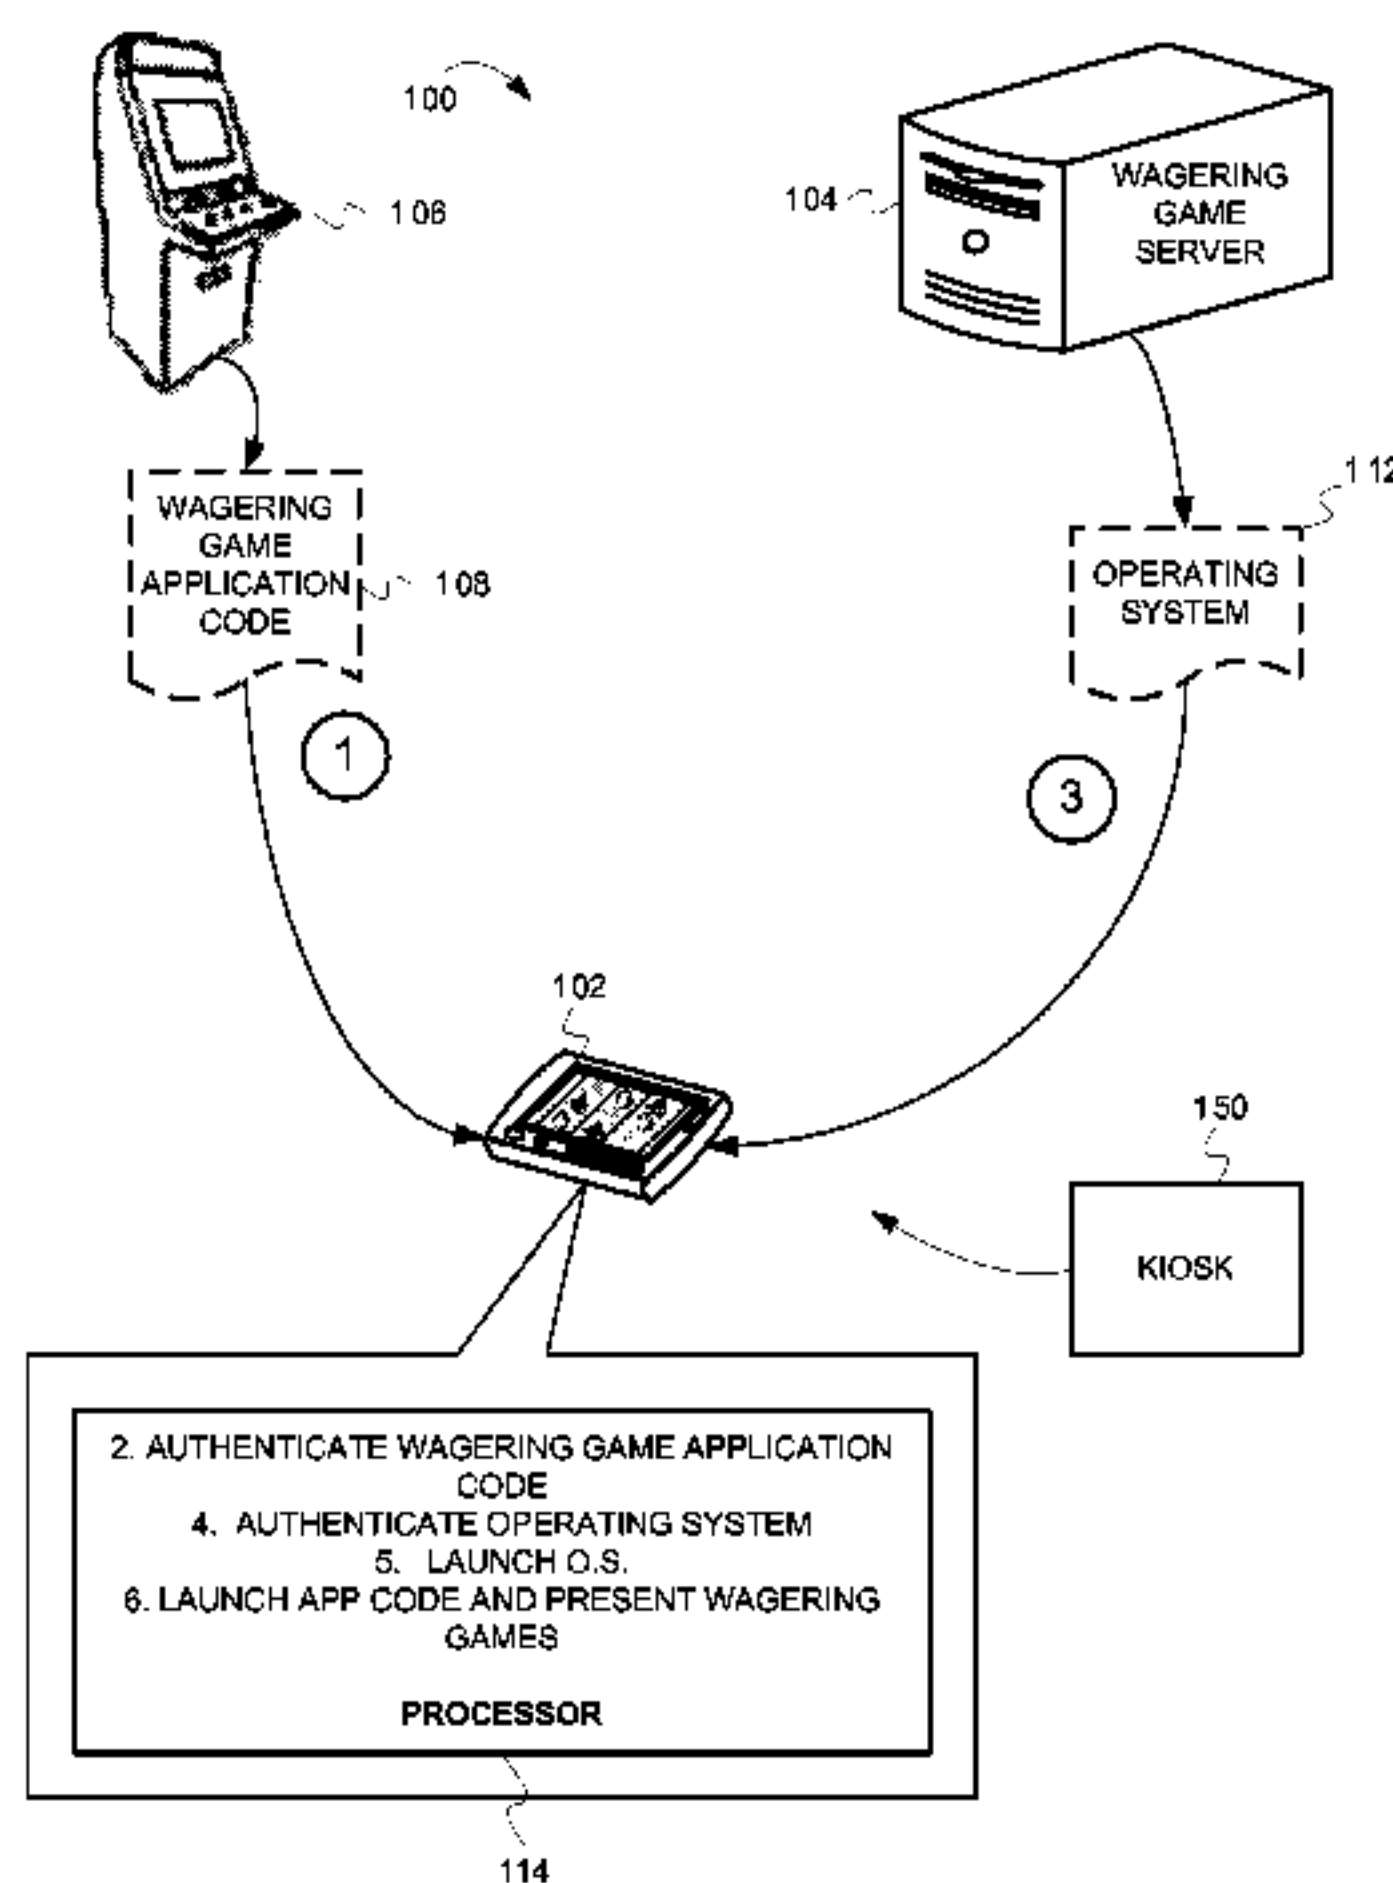 100
106
104
WAGERING
GAME
SERVER
112
WAGERING
GAME
APPLICATION
CODE
108
OPERATING
SYSTEM
1
3
102
150
KIOSK
2. AUTHENTICATE WAGERING GAME APPLICATION
CODE
4. AUTHENTICATE OPERATING SYSTEM
5. LAUNCH O.S.
6. LAUNCH APP CODE AND PRESENT WAGERING
GAMES
PROCESSOR
114